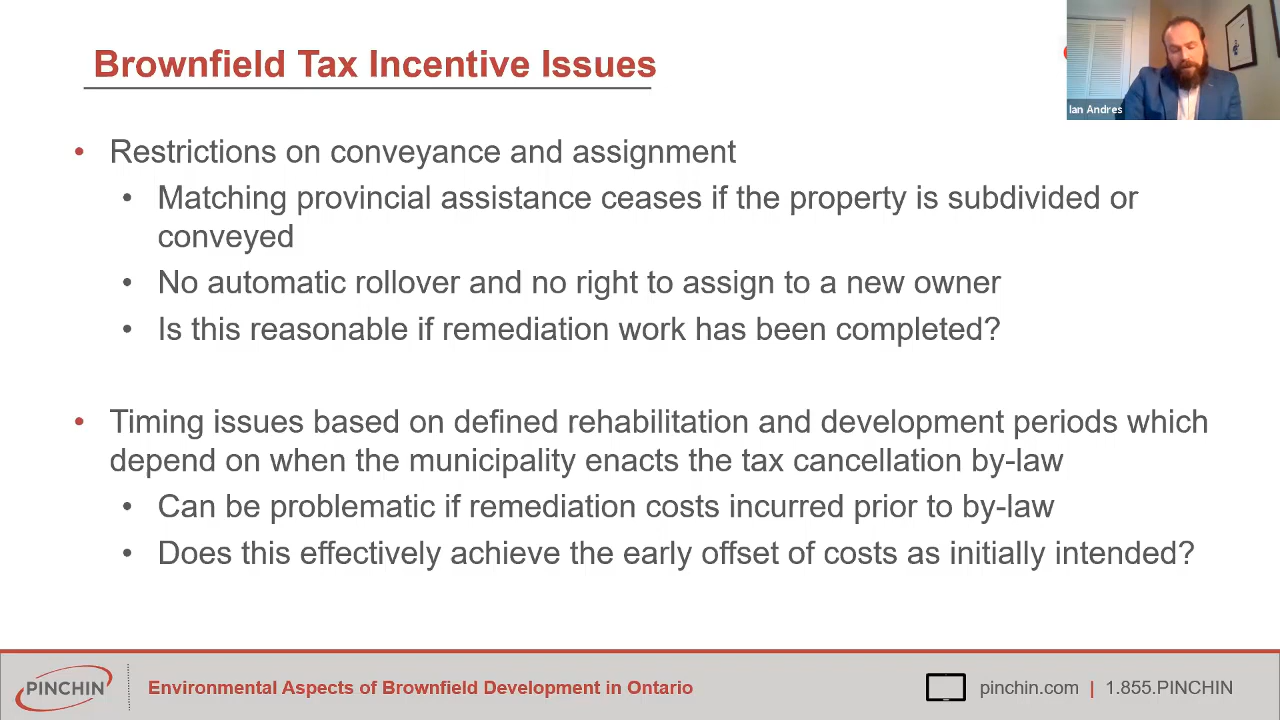 Brownfield Tax Incentive Issues
Ian Andres
• Restrictions on conveyance and assignment
• Matching provincial assistance ceases if the property is subdivided or
conveyed
• No automatic rollover and no right to assign to a new owner
• Is this reasonable if remediation work has been completed?
• Timing issues based on defined rehabilitation and development periods which
depend on when the municipality enacts the tax cancellation by-law
• Can be problematic if remediation costs incurred prior to by-law
• Does this effectively achieve the early offset of costs as initially intended?
PINCHIN
Environmental Aspects of Brownfield Development in Ontario
pinchin.com | 1.855.PINCHIN